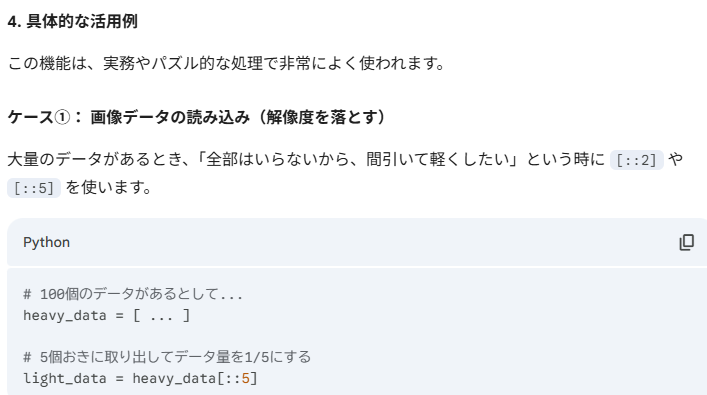 4. 具体的な活用例
この機能は、実務やパズル的な処理で非常によく使われます。
ケース①： 画像データの読み込み（解像度を落とす）
大量のデータがあるとき、「全部はいらないから、間引いて軽くしたい」という時に [::2] や
[::5] を使います。
Python
# 100個のデータがあるとして...
heavy_data = [ ... ]
# 5個おきに取り出してデータ量を1/5にする
light_data = heavy_data[::5]